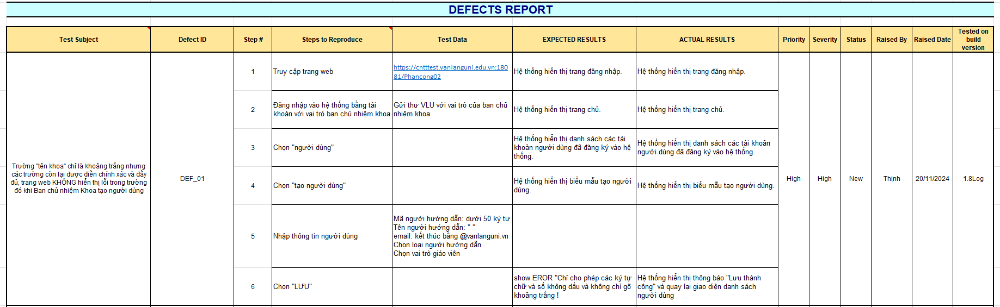 DEFECTS REPORT
Test Subject
Defect ID
Step #
Steps to Reproduce
Test Data
EXPECTED RESULTS
ACTUAL RESULTS
Priority
Severity
Status
Raised By
Raised Date
Tested on
build
version
Trường "tên khoa" chỉ là khoảng trắng nhưng
các trường còn lại được điền chính xác và đầy
đủ, trang web KHÔNG hiển thị lỗi trong trường
đó khi Ban chủ nhiệm Khoa tạo người dùng
DEF_01
1
Truy cập trang web
https://cntttest.vanlanguni.edu.vn:180
81/Phancong02
Hệ thống hiển thị trang đăng nhập.
Hệ thống hiển thị trang đăng nhập.
2
Đăng nhập vào hệ thống bằng tài
khoản với vai trò ban chủ nhiệm khoa
Gửi thư VLU với vai trò của ban chủ
nhiệm khoa
Hệ thống hiển thị trang chủ.
Hệ thống hiển thị trang chủ.
3
Chọn "người dùng"
Hệ thống hiển thị danh sách các tài
khoản người dùng đã đăng ký vào hệ
thống.
Hệ thống hiển thị danh sách các tài khoản
người dùng đã đăng ký vào hệ thống.
4
Chọn "tạo người dùng"
Hệ thống hiển thị biểu mẫu tạo người
dùng.
Hệ thống hiển thị biểu mẫu tạo người dùng.
5
Nhập thông tin người dùng
Mã người hướng dẫn: dưới 50 ký tự
Tên người hướng dẫn: " "
email: kết thúc bằng @vanlanguni.vn
Chọn loại người hướng dẫn
Chọn vai trò giáo viên
6
Chọn "LƯU"
show EROR "Chỉ cho phép các ký tự
chữ và số không dấu và không chỉ gõ
khoảng trắng !
Hệ thống hiển thị thông báo "Lưu thành
công" và quay lại giao diện danh sách
người dùng
High
High
New
Thịnh
20/11/2024
1.8Log